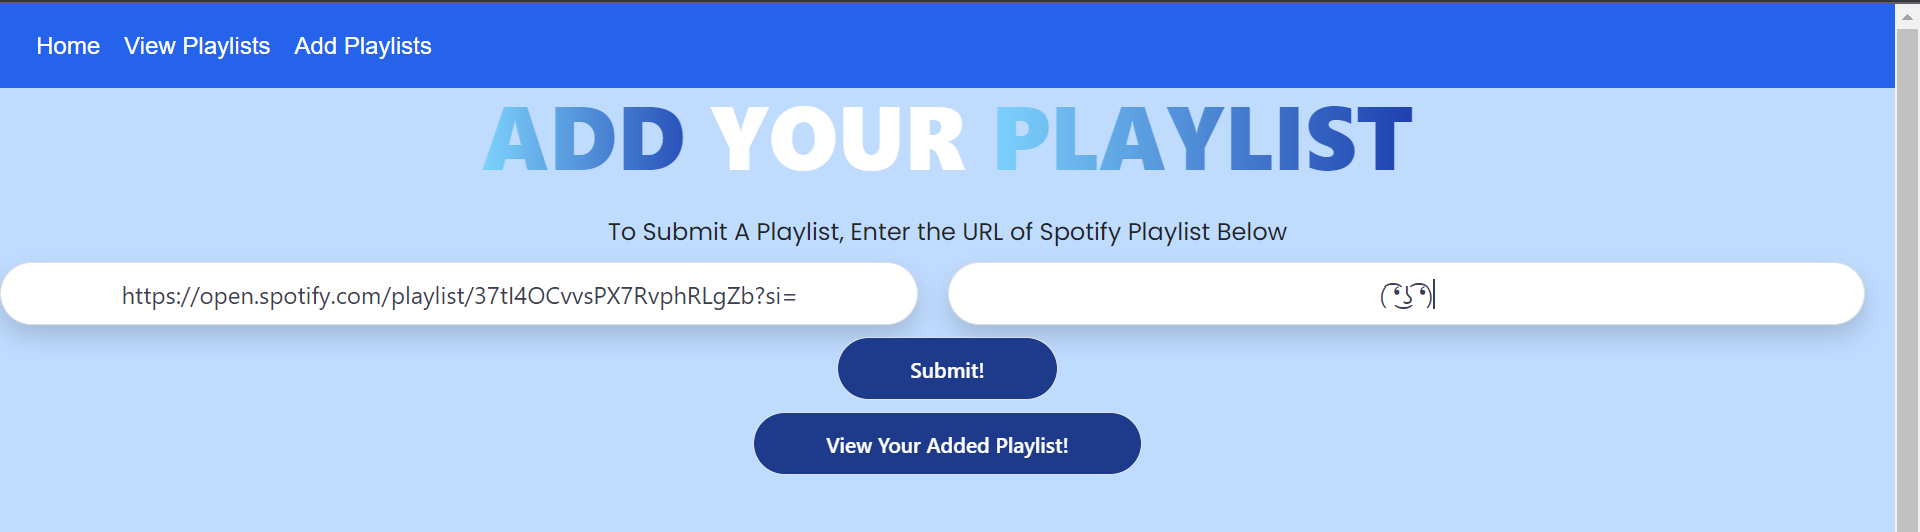 Home View Playlists Add Playlists
ADD YOUR PLAYLIST
To Submit A Playlist, Enter the URL of Spotify Playlist Below
https://open.spotify.com/playlist/37tI4OCvvsPX7RvphRLgZb?si=
( ͡° ͜ʖ ͡°)
Submit!
View Your Added Playlist!